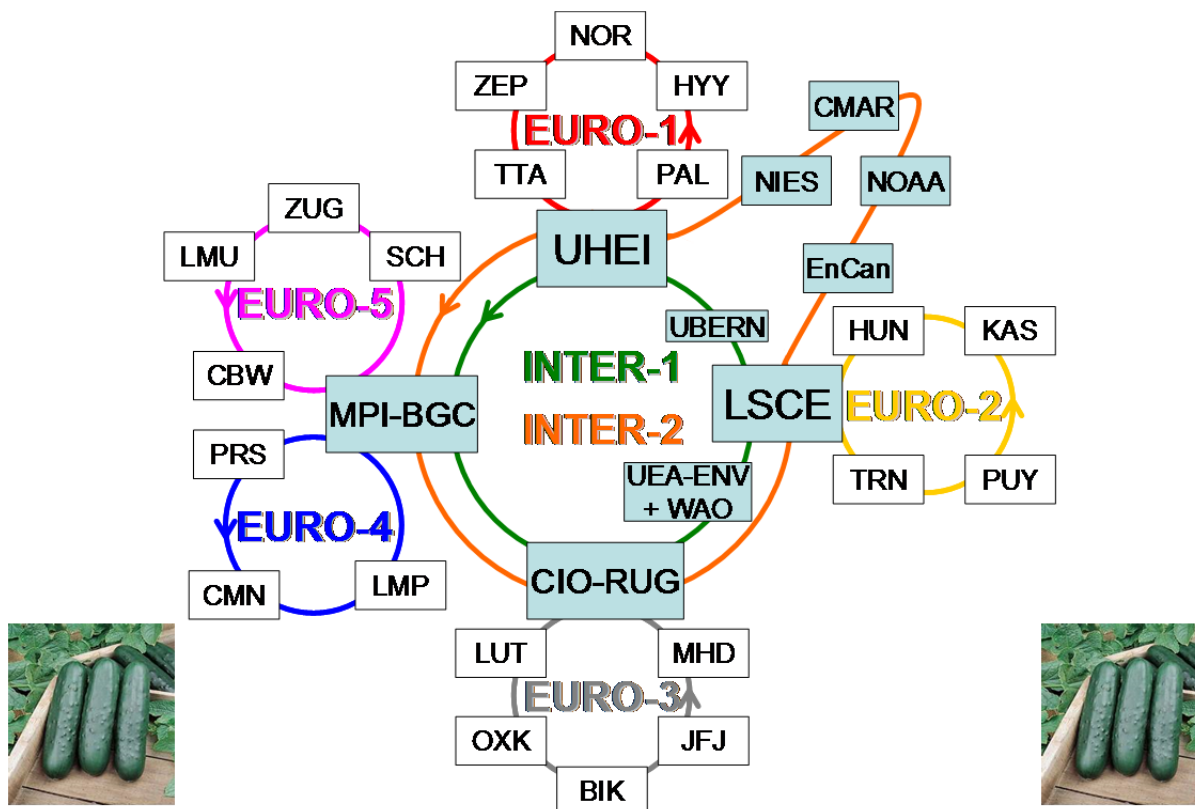 NOR
ZEP
HYY
EURO-1
TTA
PAL
CMAR
NIES
NOAA
UHEI
EnCan
ZUG
LMU
SCH
EURO-5
CBW
UBERN
HUN
KAS
INTER-1
INTER-2
MPI-BGC
LSCE
EURO-2
PRS
TRN
PUY
UEA-ENV
+ WAO
EURO-4
CMN
LMP
CIO-RUG
LUT
MHD
EURO-3
OXK
JFJ
BIK